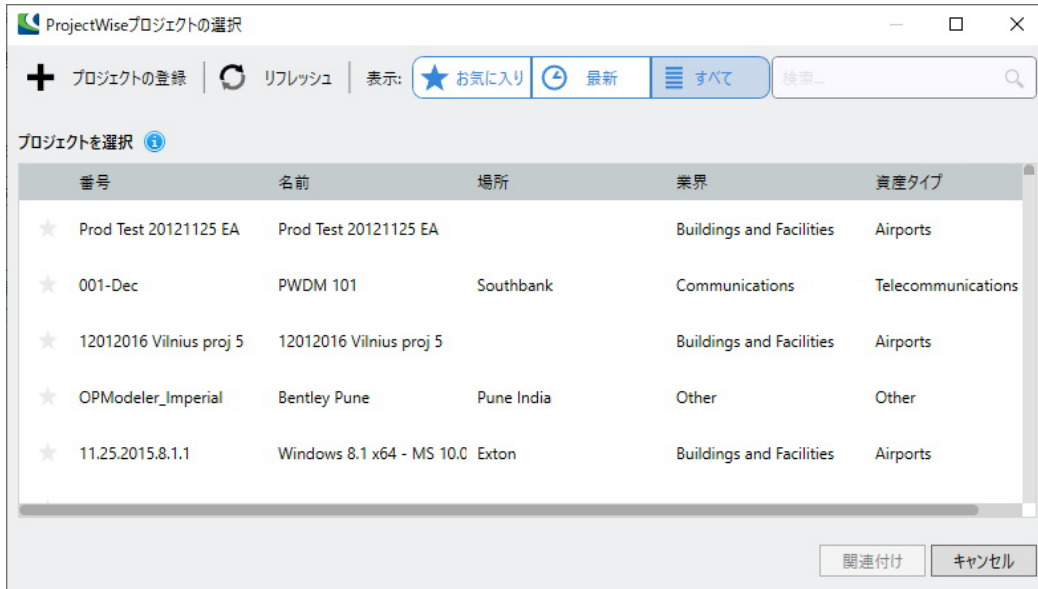 ProjectWiseプロジェクトの選択
プロジェクトの登録 リフレッシュ 表示: お気に入り 最新 すべて 検索...
プロジェクトを選択
番号 名前 場所 業界 資産タイプ
Prod Test 20121125 EA Prod Test 20121125 EA Buildings and Facilities Airports
001-Dec PWDM 101 Southbank Communications Telecommunications
12012016 Vilnius proj 5 12012016 Vilnius proj 5 Buildings and Facilities Airports
OPModeler_Imperial Bentley Pune Pune India Other Other
11.25.2015.8.1.1 Windows 8.1 x64 - MS 10.0 Exton Buildings and Facilities Airports
関連付け キャンセル